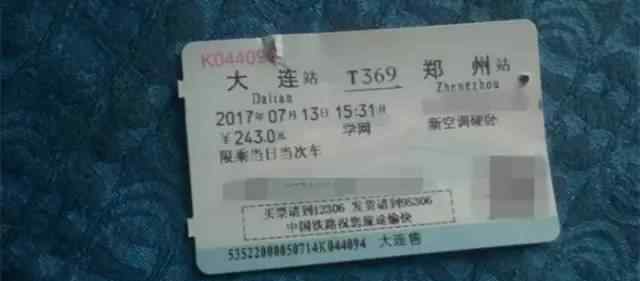 K044094
大连站 T369 郑州站
Dalian Zhengzhou
2017年07月13日 15:31开
¥243.0元 学网 新空调硬卧
限乘当日当次车
买票请到12306 发货请到95306
中国铁路祝您旅途愉快
53522000050714K044094 大连售